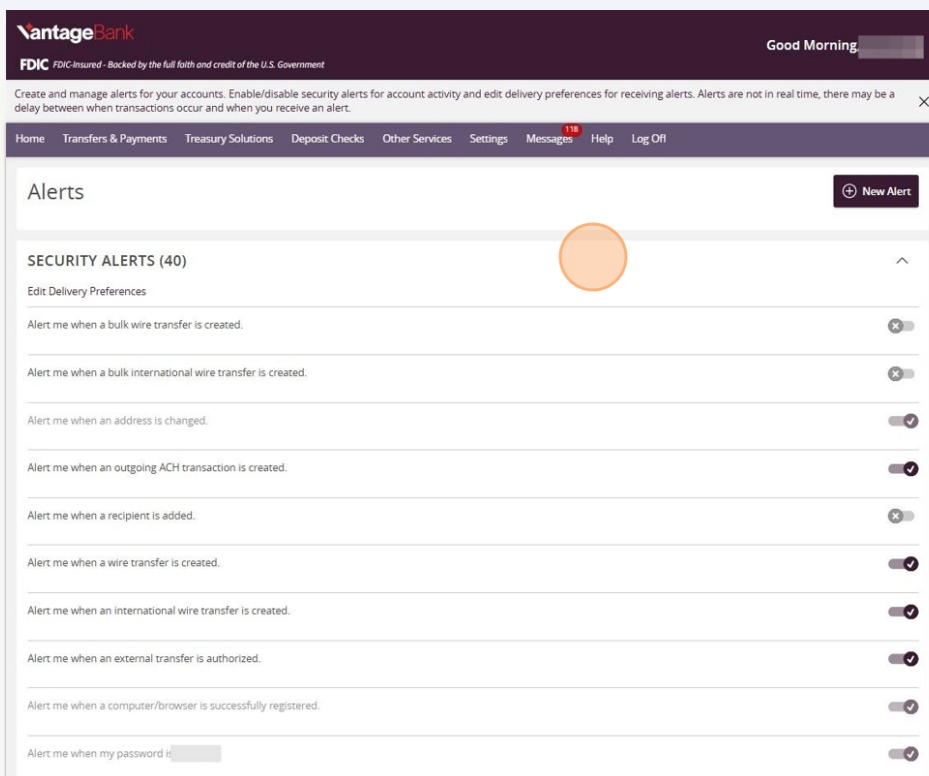 VantageBank
Good Morning,
FDIC FDIC-Insured - Backed by the full faith and credit of the U.S. Government
Create and manage alerts for your accounts. Enable/disable security alerts for account activity and edit delivery preferences for receiving alerts. Alerts are not in real time, there may be a
delay between when transactions occur and when you receive an alert.
Home Transfers & Payments Treasury Solutions Deposit Checks Other Services Settings Messages 118 Help Log Off
Alerts
New Alert
SECURITY ALERTS (40)
Edit Delivery Preferences
Alert me when a bulk wire transfer is created.
Alert me when a bulk international wire transfer is created.
Alert me when an address is changed.
Alert me when an outgoing ACH transaction is created.
Alert me when a recipient is added.
Alert me when a wire transfer is created.
Alert me when an international wire transfer is created.
Alert me when an external transfer is authorized.
Alert me when a computer/browser is successfully registered.
Alert me when my password is